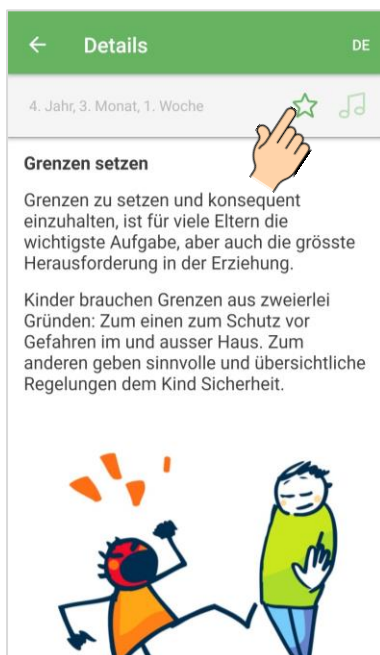 Details
DE
4. Jahr, 3. Monat, 1. Woche
Grenzen setzen
Grenzen zu setzen und konsequent
einzuhalten, ist für viele Eltern die
wichtigste Aufgabe, aber auch die grösste
Herausforderung in der Erziehung.
Kinder brauchen Grenzen aus zweierlei
Gründen: Zum einen zum Schutz vor
Gefahren im und ausser Haus. Zum
anderen geben sinnvolle und übersichtliche
Regelungen dem Kind Sicherheit.